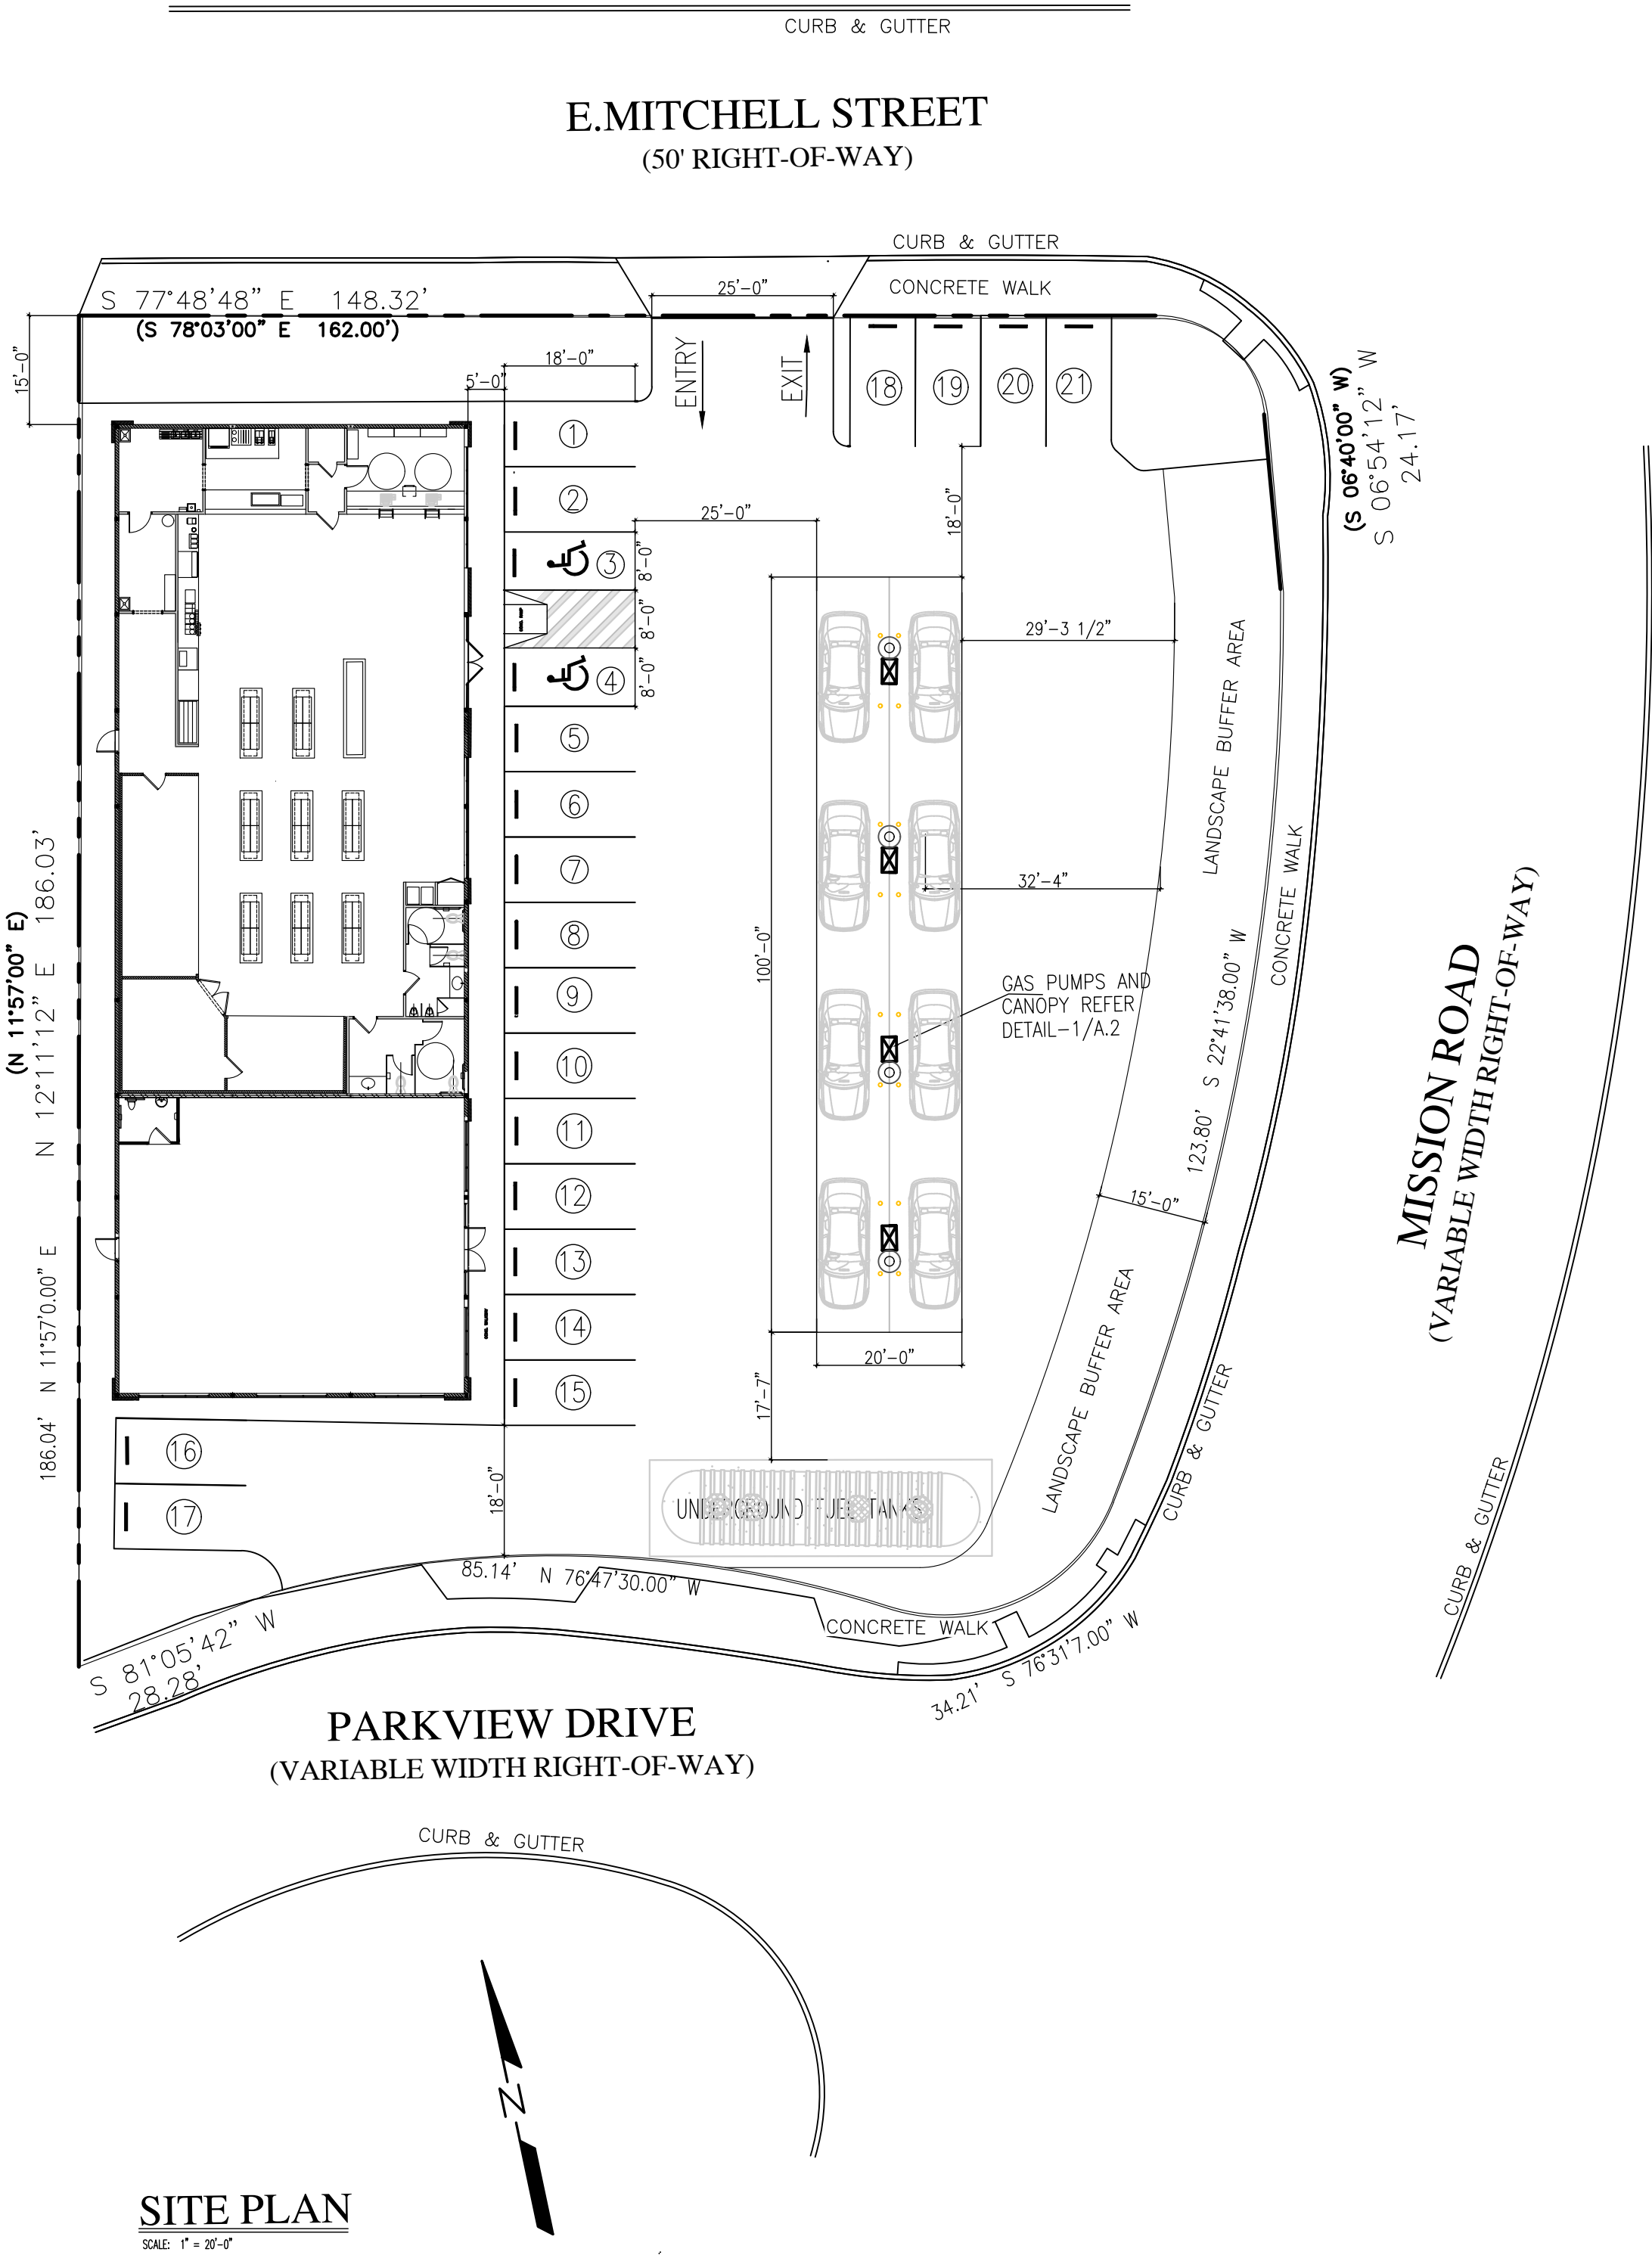 CURB & GUTTER
E.MITCHELL STREET
(50' RIGHT-OF-WAY)
CURB & GUTTER
CONCRETE WALK
S 77°48'48" E 148.32'
(S 78°03'00" E 162.00')
25'-0"
15'-0"
18'-0"
5'-0"
ENTRY
EXIT
18
19
20
21
(S 06°40'00" W)
S 06°54'12" W
24.17'
1
2
3
4
5
6
7
8
9
10
11
12
13
14
15
16
17
25'-0"
18'-0"
8'-0"
8'-0"
8'-0"
29'-3 1/2"
32'-4"
100'-0"
GAS PUMPS AND
CANOPY REFER
DETAIL-1/A.2
LANDSCAPE BUFFER AREA
CONCRETE WALK
123.80' S 22°41'38.00" W
15'-0"
LANDSCAPE BUFFER AREA
CURB & GUTTER
MISSION ROAD
(VARIABLE WIDTH RIGHT-OF-WAY)
CURB & GUTTER
(N 11°57'00" E)
N 12°11'12" E 186.03'
186.04' N 11°57'0.00" E
20'-0"
17'-7"
18'-0"
UNDERGROUND FUEL TANKS
85.14' N 76°47'30.00" W
CONCRETE WALK
S 81°05'42" W
28.28'
34.21' S 76°31'7.00" W
PARKVIEW DRIVE
(VARIABLE WIDTH RIGHT-OF-WAY)
CURB & GUTTER
N
SITE PLAN
SCALE: 1" = 20'-0"